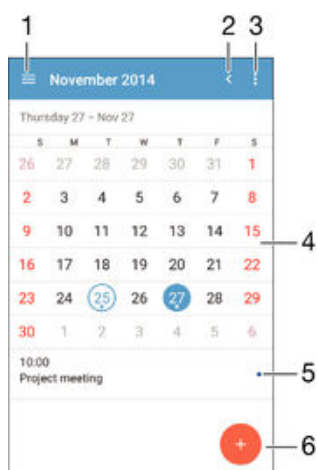 1 2 3
November 2014
Thursday 27 – Nov 27
S M T W T F S
26 27 28 29 30 31 1
2 3 4 5 6 7 8
9 10 11 12 13 14 15
4
16 17 18 19 20 21 22
23 24 25 26 27 28 29
30 1 2 3 4 5 6
10:00
Project meeting
5
+
6